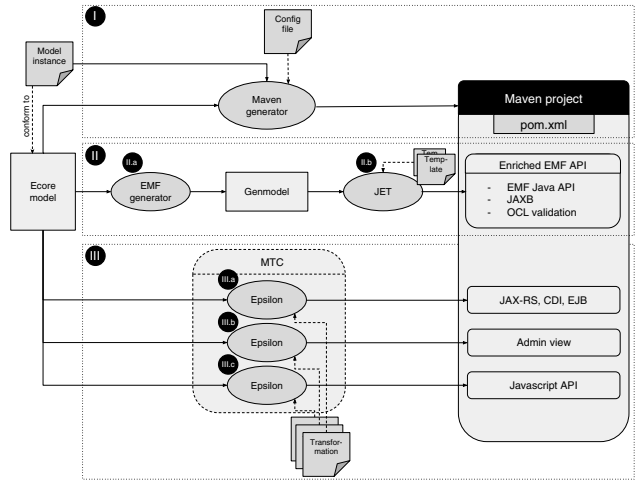 I
Config
file
Model
instance
conform to
Maven
generator
Maven project
pom.xml
II
II.a
II.b
Tem
Temp-
late
Ecore
model
EMF
generator
Genmodel
JET
Enriched EMF API
- EMF Java API
- JAXB
- OCL validation
III
MTC
III.a
Epsilon
JAX-RS, CDI, EJB
III.b
Epsilon
Admin view
III.c
Epsilon
Javascript API
Transfor-
mation